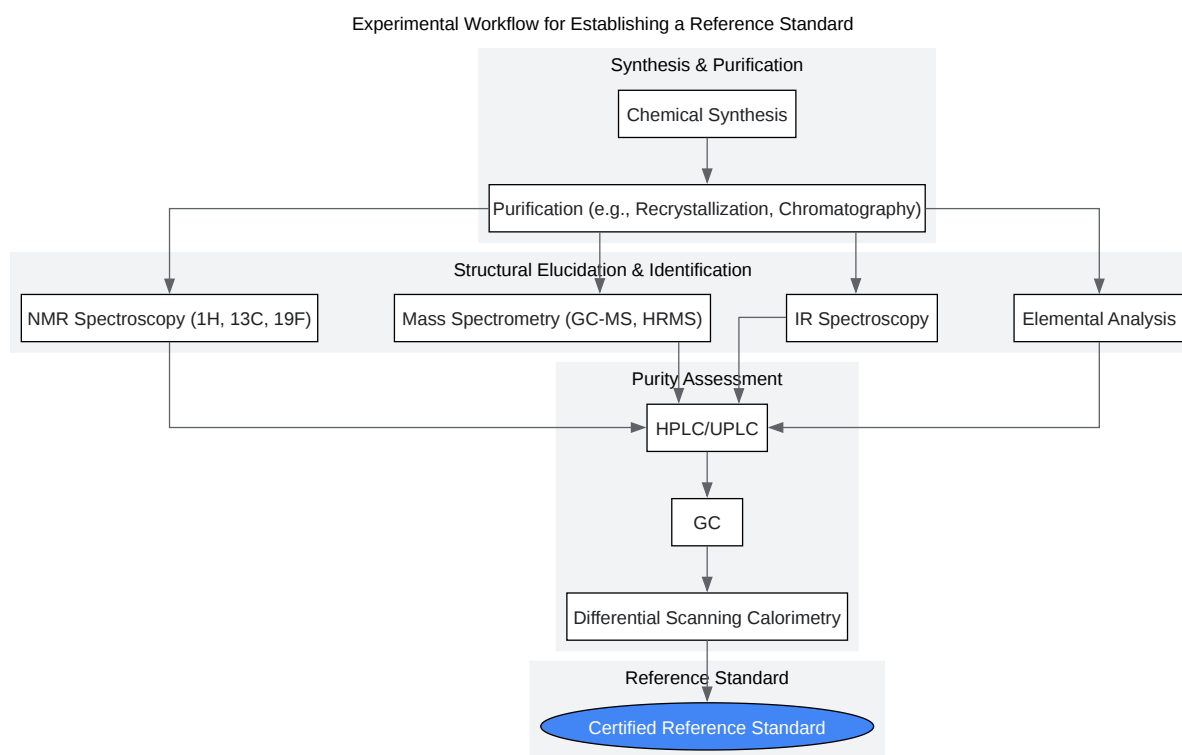 Experimental Workflow for Establishing a Reference Standard
Synthesis & Purification
Chemical Synthesis
Purification (e.g., Recrystallization, Chromatography)
Structural Elucidation & Identification
NMR Spectroscopy (1H, 13C, 19F)
Mass Spectrometry (GC-MS, HRMS)
IR Spectroscopy
Elemental Analysis
Purity Assessment
HPLC/UPLC
GC
Differential Scanning Calorimetry
Reference Standard
Certified Reference Standard